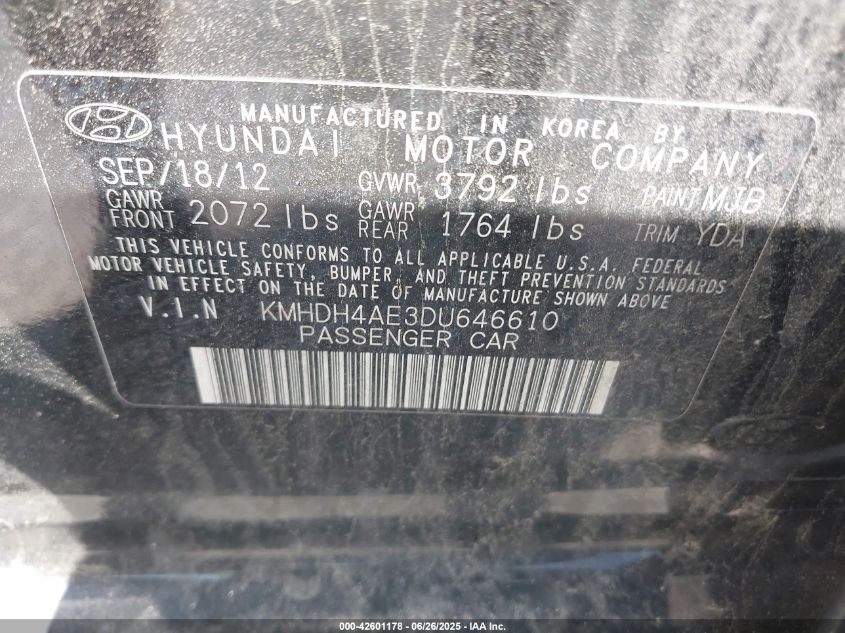 MANUFACTURED IN KOREA BY
HYUNDAI MOTOR COMPANY
SEP/18/12 GVWR 3792 lbs PAINT MJB
GAWR FRONT 2072 lbs GAWR REAR 1764 lbs TRIM YDA
THIS VEHICLE CONFORMS TO ALL APPLICABLE U.S.A. FEDERAL
MOTOR VEHICLE SAFETY, BUMPER, AND THEFT PREVENTION STANDARDS
IN EFFECT ON THE DATE OF MANUFACTURE SHOWN ABOVE
V.I.N KMHDH4AE3DU646610
PASSENGER CAR
000-42601178 - 06/26/2025 - IAA Inc.